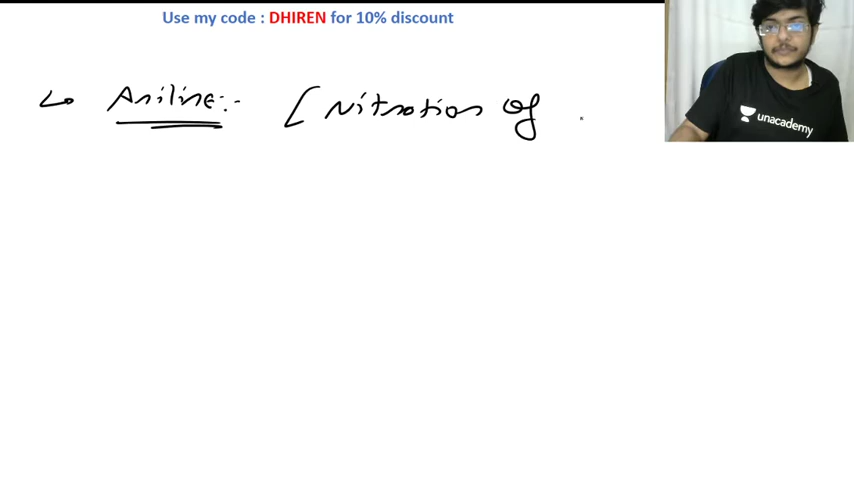 Use my code : DHIREN for 10% discount
↳ Aniline:- [ Nitration of
unacademy